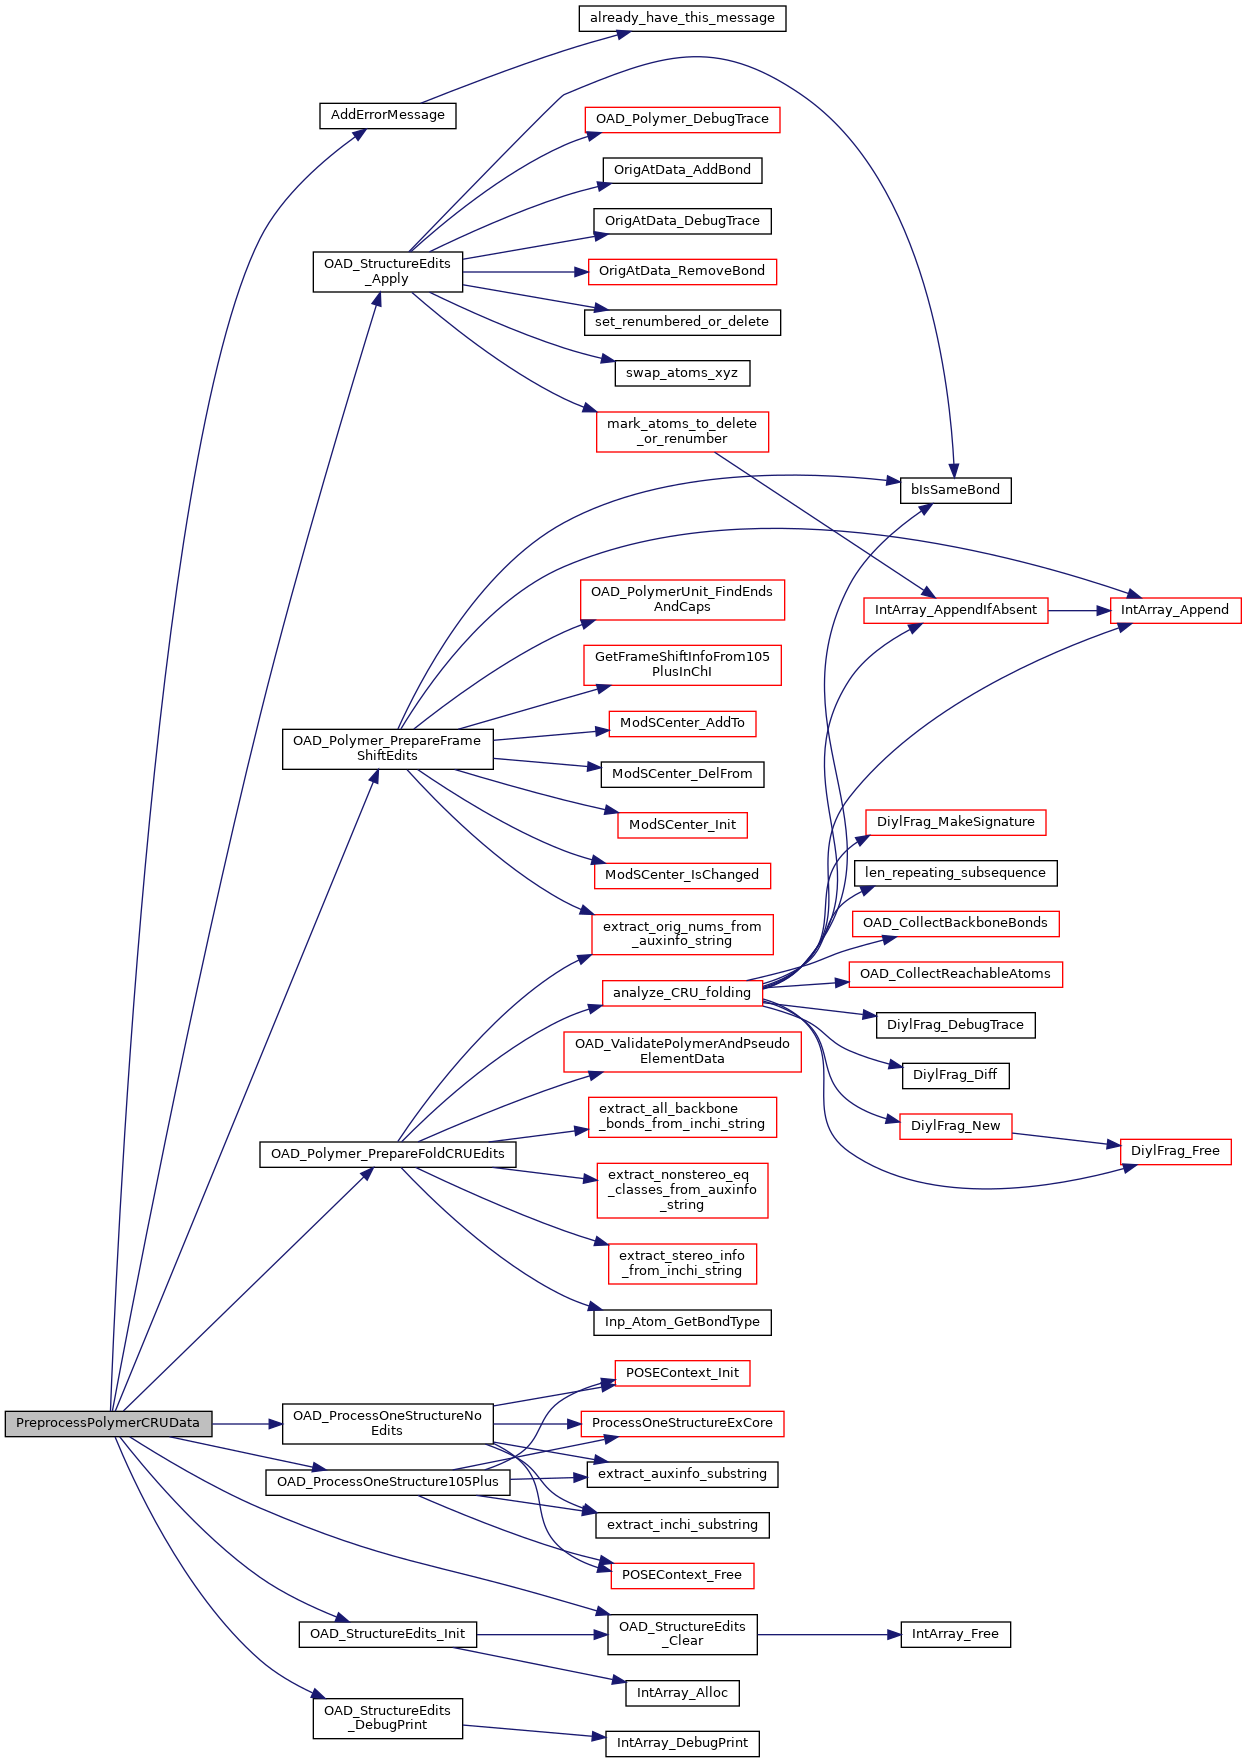 already_have_this_message
AddErrorMessage
OAD_Polymer_DebugTrace
OrigAtData_AddBond
OrigAtData_DebugTrace
OAD_StructureEdits
_Apply
OrigAtData_RemoveBond
set_renumbered_or_delete
swap_atoms_xyz
mark_atoms_to_delete
_or_renumber
bIsSameBond
OAD_PolymerUnit_FindEnds
AndCaps
IntArray_AppendIfAbsent
IntArray_Append
GetFrameShiftInfoFrom105
PlusInChI
ModSCenter_AddTo
OAD_Polymer_PrepareFrame
ShiftEdits
ModSCenter_DelFrom
ModSCenter_Init
DiylFrag_MakeSignature
ModSCenter_IsChanged
len_repeating_subsequence
extract_orig_nums_from
_auxinfo_string
OAD_CollectBackboneBonds
OAD_CollectReachableAtoms
analyze_CRU_folding
DiylFrag_DebugTrace
OAD_ValidatePolymerAndPseudo
ElementData
DiylFrag_Diff
extract_all_backbone
_bonds_from_inchi_string
DiylFrag_New
DiylFrag_Free
OAD_Polymer_PrepareFoldCRUEdits
extract_nonstereo_eq
_classes_from_auxinfo
_string
extract_stereo_info
_from_inchi_string
Inp_Atom_GetBondType
POSEContext_Init
PreprocessPolymerCRUData
OAD_ProcessOneStructureNo
Edits
ProcessOneStructureExCore
OAD_ProcessOneStructure105Plus
extract_auxinfo_substring
extract_inchi_substring
POSEContext_Free
OAD_StructureEdits_Init
OAD_StructureEdits
_Clear
IntArray_Free
IntArray_Alloc
OAD_StructureEdits
_DebugPrint
IntArray_DebugPrint